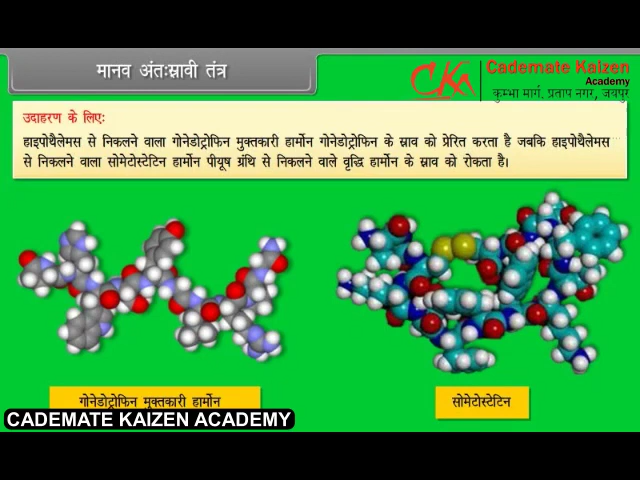 मानव अंतःस्रावी तंत्र
CKA
Cademate Kaizen
Academy
कुम्भा मार्ग, प्रताप नगर, जयपुर
उदाहरण के लिएः
हाइपोथैलेमस से निकलने वाला गोनेडोट्रोफिन मुक्तकारी हार्मोन गोनेडोट्रोफिन के स्राव को प्रेरित करता है जबकि हाइपोथैलेमस
से निकलने वाला सोमेटोस्टेटिन हार्मोन पीयूष ग्रंथि से निकलने वाले वृद्धि हार्मोन के स्राव को रोकता है।
गोनेडोट्रोफिन मुक्तकारी हार्मोन
सोमेटोस्टेटिन
CADEMATE KAIZEN ACADEMY